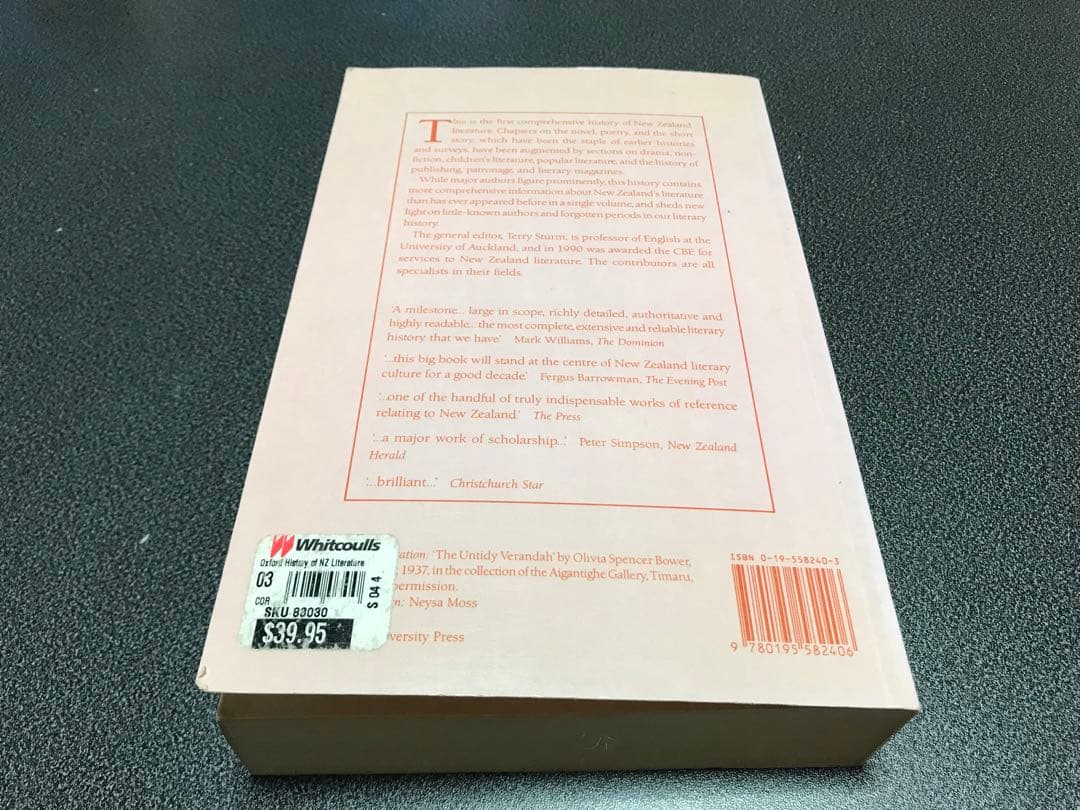 This is the first comprehensive history of New Zealand
literature. Chapters on the novel, poetry, and the short
story, which have been the staple of earlier histories
and surveys, have been augmented by sections on drama, non-
fiction, children's literature, popular literature, and the history of
publishing, patronage, and literary magazines.
While major authors figure prominently, this history contains
more comprehensive information about New Zealand's literature
than has ever appeared before in a single volume, and sheds new
light on little-known authors and forgotten periods in our literary
history.
The general editor, Terry Sturm, is professor of English at the
University of Auckland, and in 1990 was awarded the CBE for
services to New Zealand literature. The contributors are all
specialists in their fields.
'A milestone... large in scope, richly detailed, authoritative and
highly readable... the most complete, extensive and reliable literary
history that we have.' Mark Williams, The Dominion
'...this big book will stand at the centre of New Zealand literary
culture for a good decade.' Fergus Barrowman, The Evening Post
'...one of the handful of truly indispensable works of reference
relating to New Zealand.' The Press
'...a major work of scholarship...' Peter Simpson, New Zealand
Herald
'...brilliant...' Christchurch Star
Whitcoulls
Oxford History of NZ Literature
03
COR
S 04 4
SKU 83030
$39.95
ation: 'The Untidy Verandah' by Olivia Spencer Bower,
, 1937, in the collection of the Aigantighe Gallery, Timaru,
permission.
n: Neysa Moss
versity Press
ISBN 0-19-558240-3
9 780195 582406